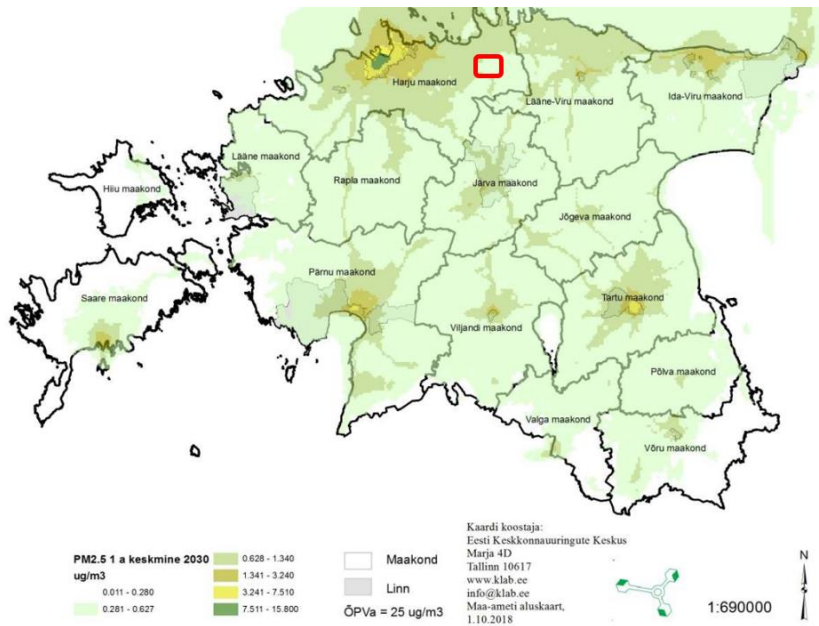 Harju maakond
Lääne-Viru maakond
Ida-Viru maakond
Lääne maakond
Hiiu maakond
Rapla maakond
Järva maakond
Jõgeva maakond
Pärnu maakond
Saare maakond
Tartu maakond
Viljandi maakond
Põlva maakond
Valga maakond
Võru maakond
PM2.5 1 a keskmine 2030
ug/m3
0.011 - 0.280
0.281 - 0.627
0.628 - 1.340
1.341 - 3.240
3.241 - 7.510
7.511 - 15.800
Maakond
Linn
ÕPVa = 25 ug/m3
Kaardi koostaja:
Eesti Keskkonnauuringute Keskus
Marja 4D
Tallinn 10617
www.klab.ee
info@klab.ee
Maa-ameti aluskaart,
1.10.2018
1:690000
N